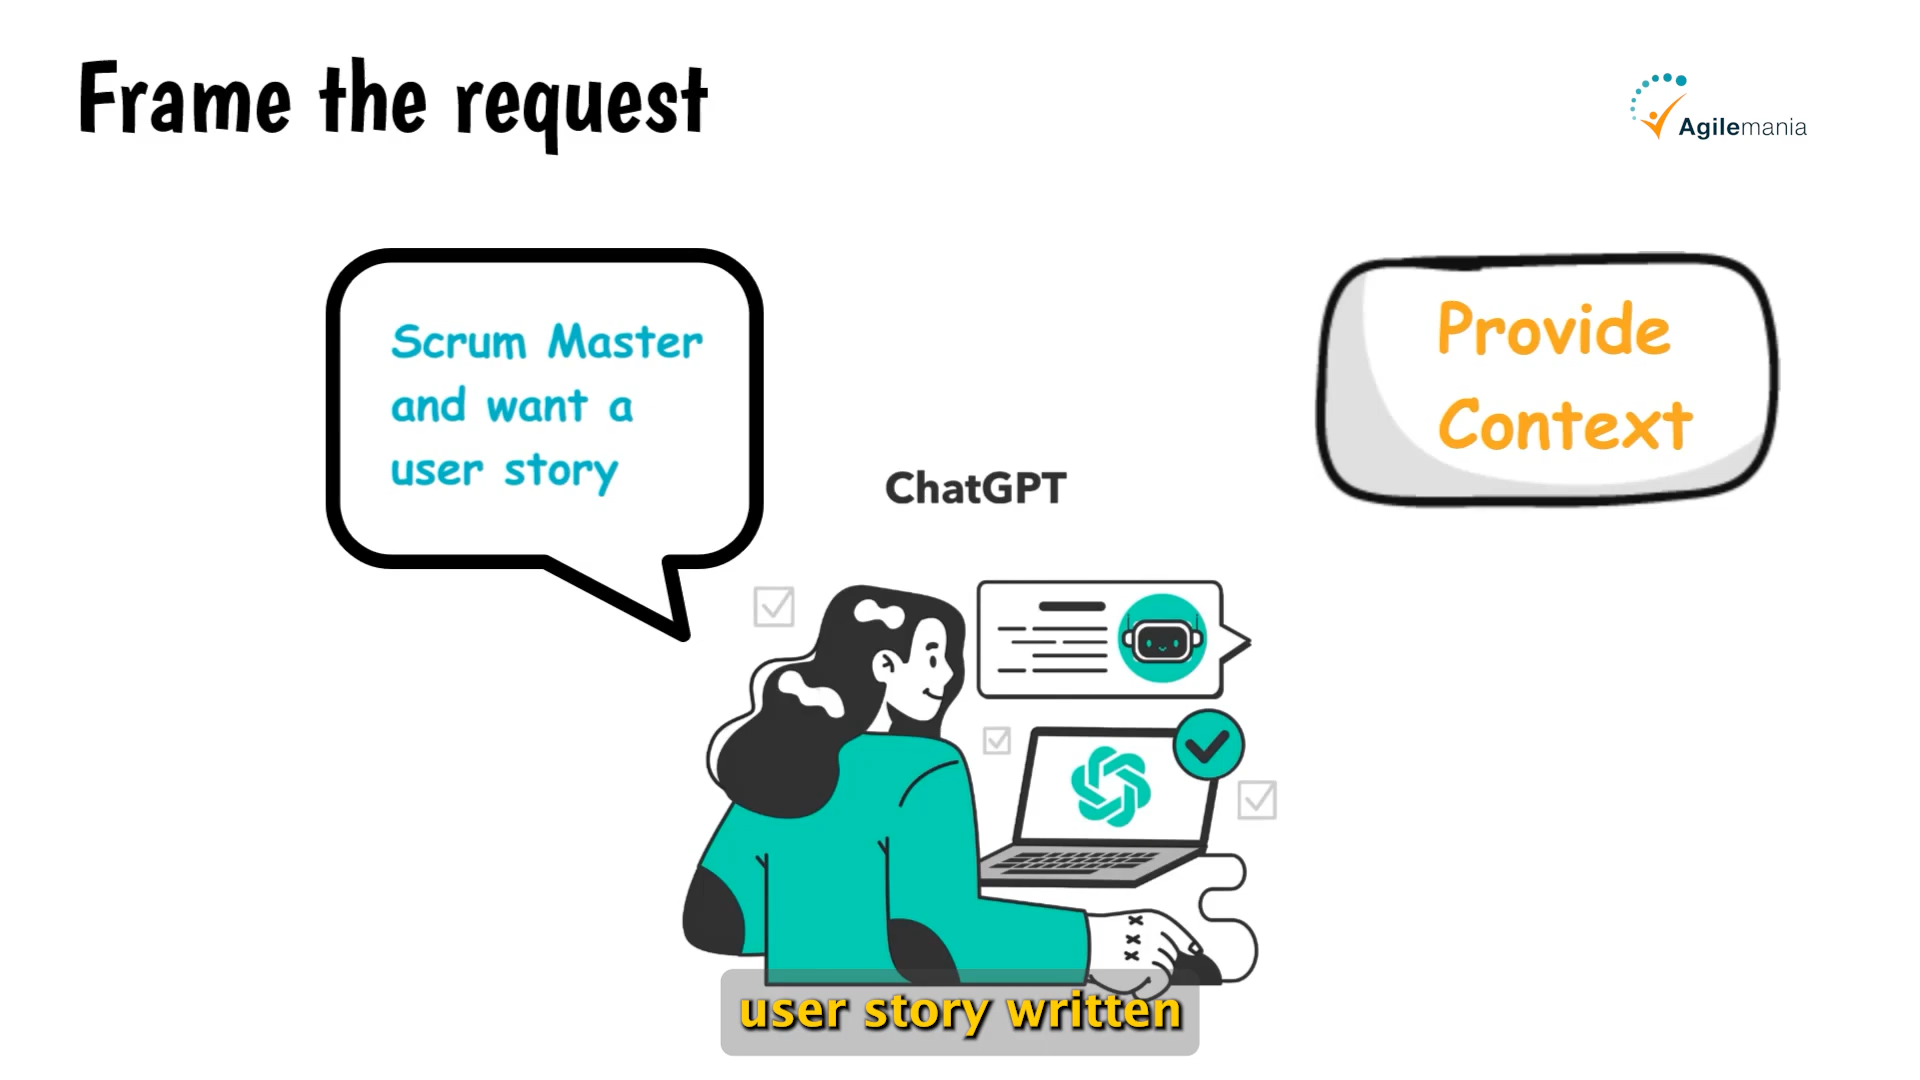 Frame the request
Agilemania
Scrum Master
and want a
user story
Provide
Context
ChatGPT
user story written